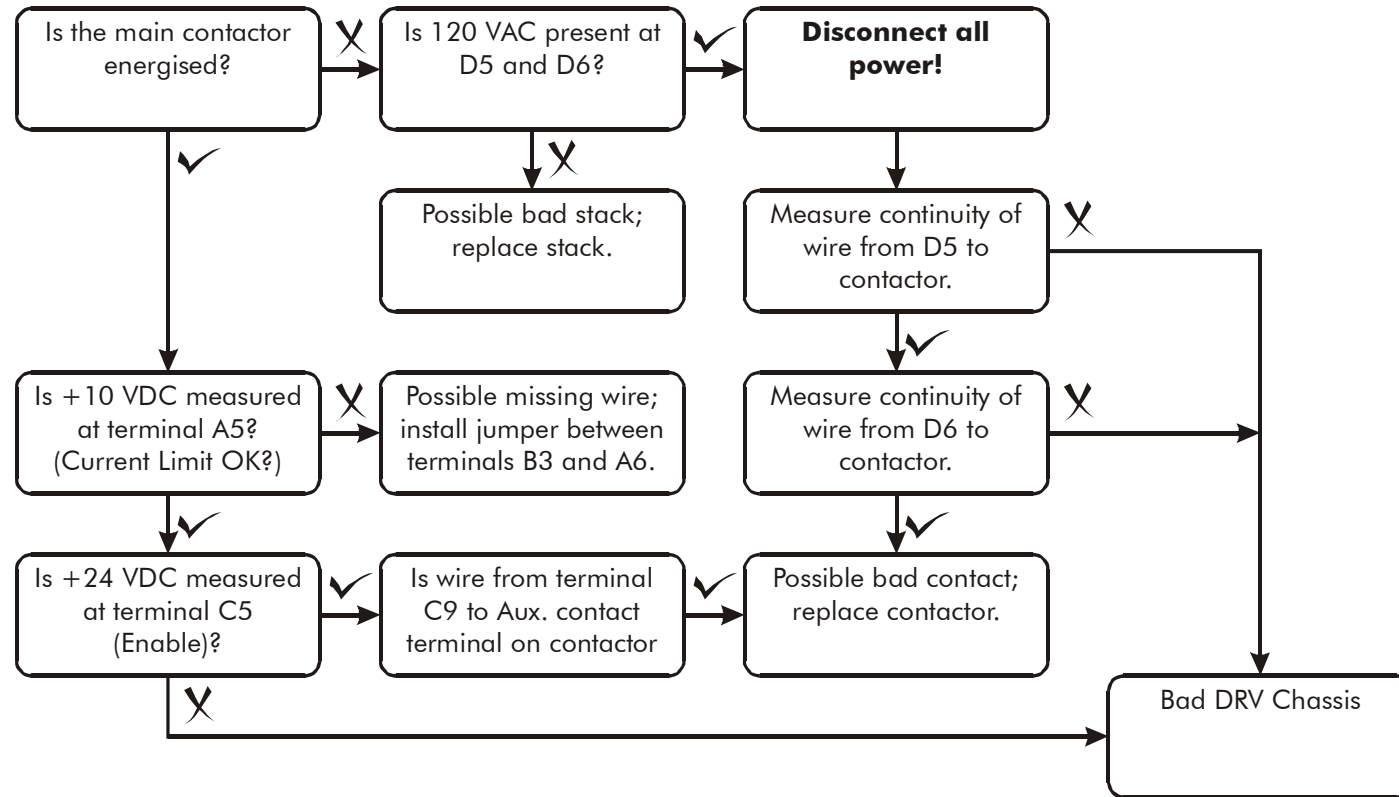 Is the main contactor
energised?
Is 120 VAC present at
D5 and D6?
Disconnect all
power!
Possible bad stack;
replace stack.
Measure continuity of
wire from D5 to
contactor.
Is +10 VDC measured
at terminal A5?
(Current Limit OK?)
Possible missing wire;
install jumper between
terminals B3 and A6.
Measure continuity of
wire from D6 to
contactor.
Is +24 VDC measured
at terminal C5
(Enable)?
Is wire from terminal
C9 to Aux. contact
terminal on contactor
Possible bad contact;
replace contactor.
Bad DRV Chassis